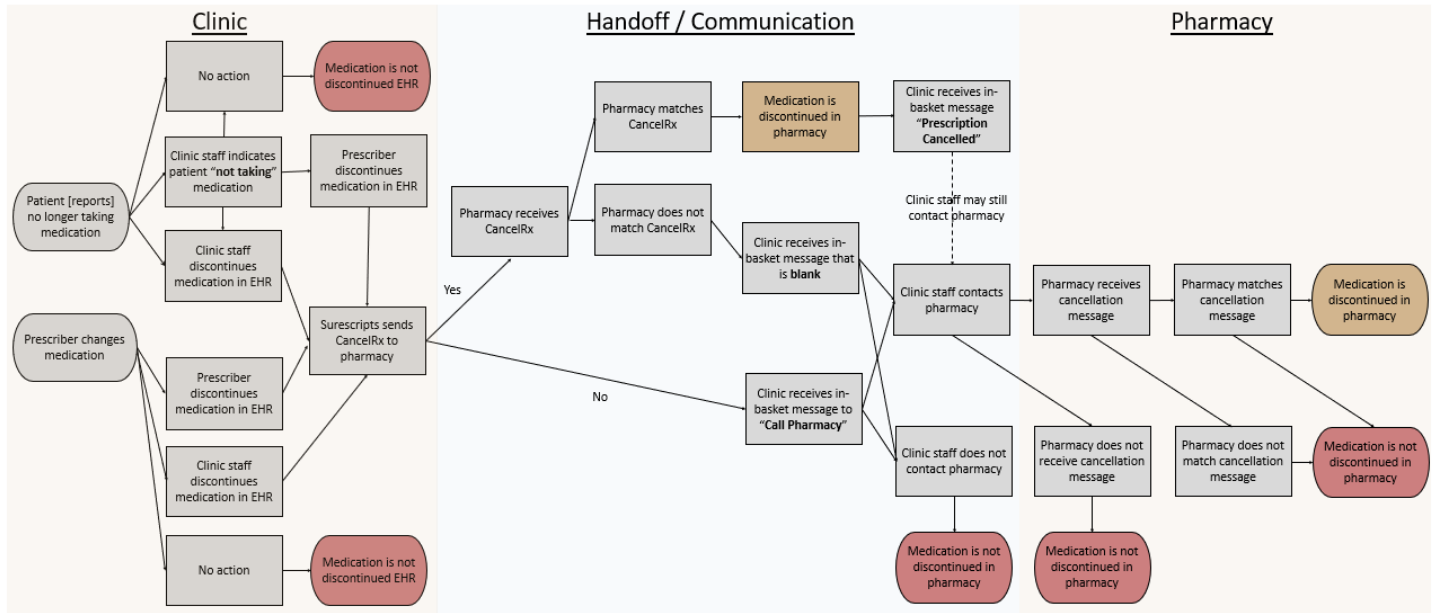 Clinic
Handoff / Communication
Pharmacy
No action
Medication is not
discontinued EHR
Clinic staff indicates
patient “not taking”
medication
Prescriber
discontinues
medication in EHR
Patient [reports]
no longer taking
medication
Clinic staff
discontinues
medication in EHR
Prescriber changes
medication
Surescripts sends
CancelRx to
pharmacy
Prescriber
discontinues
medication in EHR
Clinic staff
discontinues
medication in EHR
No action
Medication is not
discontinued EHR
Yes
No
Pharmacy receives
CancelRx
Pharmacy matches
CancelRx
Medication is
discontinued in
pharmacy
Clinic receives in-
basket message
“Prescription
Cancelled”
Pharmacy does not
match CancelRx
Clinic receives in-
basket message that
is blank
Clinic staff may still
contact pharmacy
Clinic staff contacts
pharmacy
Clinic receives in-
basket message to
“Call Pharmacy”
Clinic staff does not
contact pharmacy
Medication is not
discontinued in
pharmacy
Pharmacy receives
cancellation
message
Pharmacy matches
cancellation
message
Medication is
discontinued in
pharmacy
Pharmacy does not
receive cancellation
message
Pharmacy does not
match cancellation
message
Medication is not
discontinued in
pharmacy
Medication is not
discontinued in
pharmacy